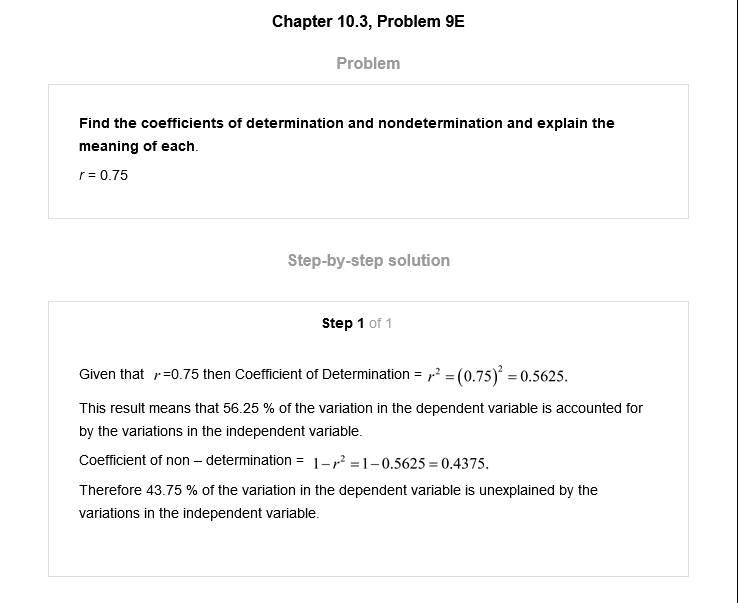 Chapter 10.3, Problem 9E
Problem
Find the coefficients of determination and nondetermination and explain the
meaning of each.
r = 0.75
Step-by-step solution
Step 1 of 1
Given that r=0.75 then Coefficient of Determination = r² = (0.75)² = 0.5625.
This result means that 56.25 % of the variation in the dependent variable is accounted for
by the variations in the independent variable.
Coefficient of non – determination = 1–r² = 1–0.5625 = 0.4375.
Therefore 43.75 % of the variation in the dependent variable is unexplained by the
variations in the independent variable.